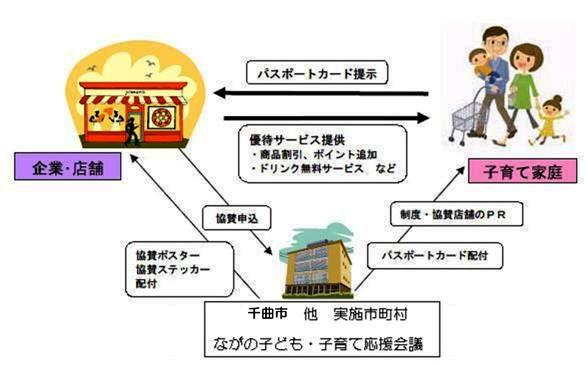 パスポートカード提示
優待サービス提供
・商品割引、ポイント追加
・ドリンク無料サービス　など
企業・店舗
子育て家庭
協賛申込
制度・協賛店舗のＰＲ
協賛ポスター
協賛ステッカー
配付
パスポートカード配付
千曲市　他　実施市町村
ながの子ども・子育て応援会議